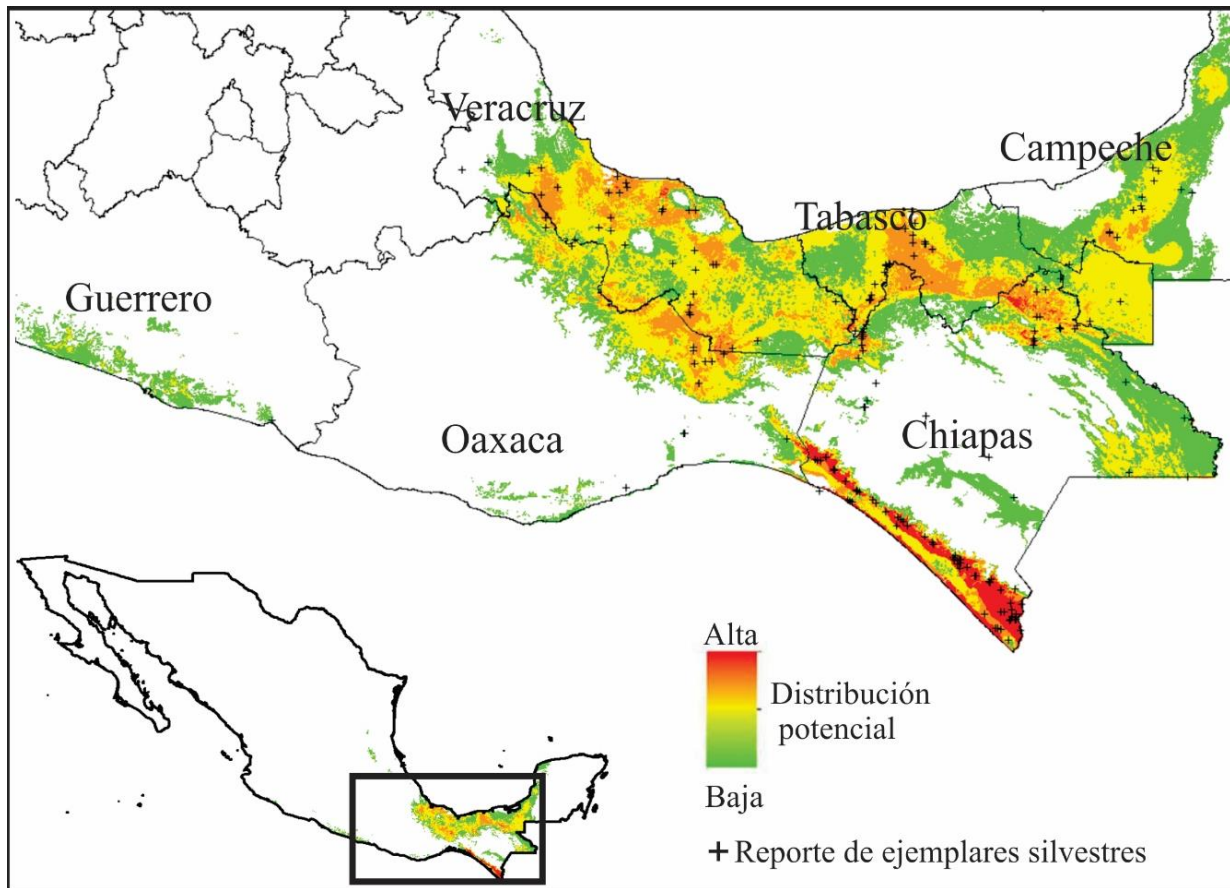 Veracruz
Campeche
Tabasco
Guerrero
Oaxaca
Chiapas
Alta
Distribución
potencial
Baja
+ Reporte de ejemplares silvestres